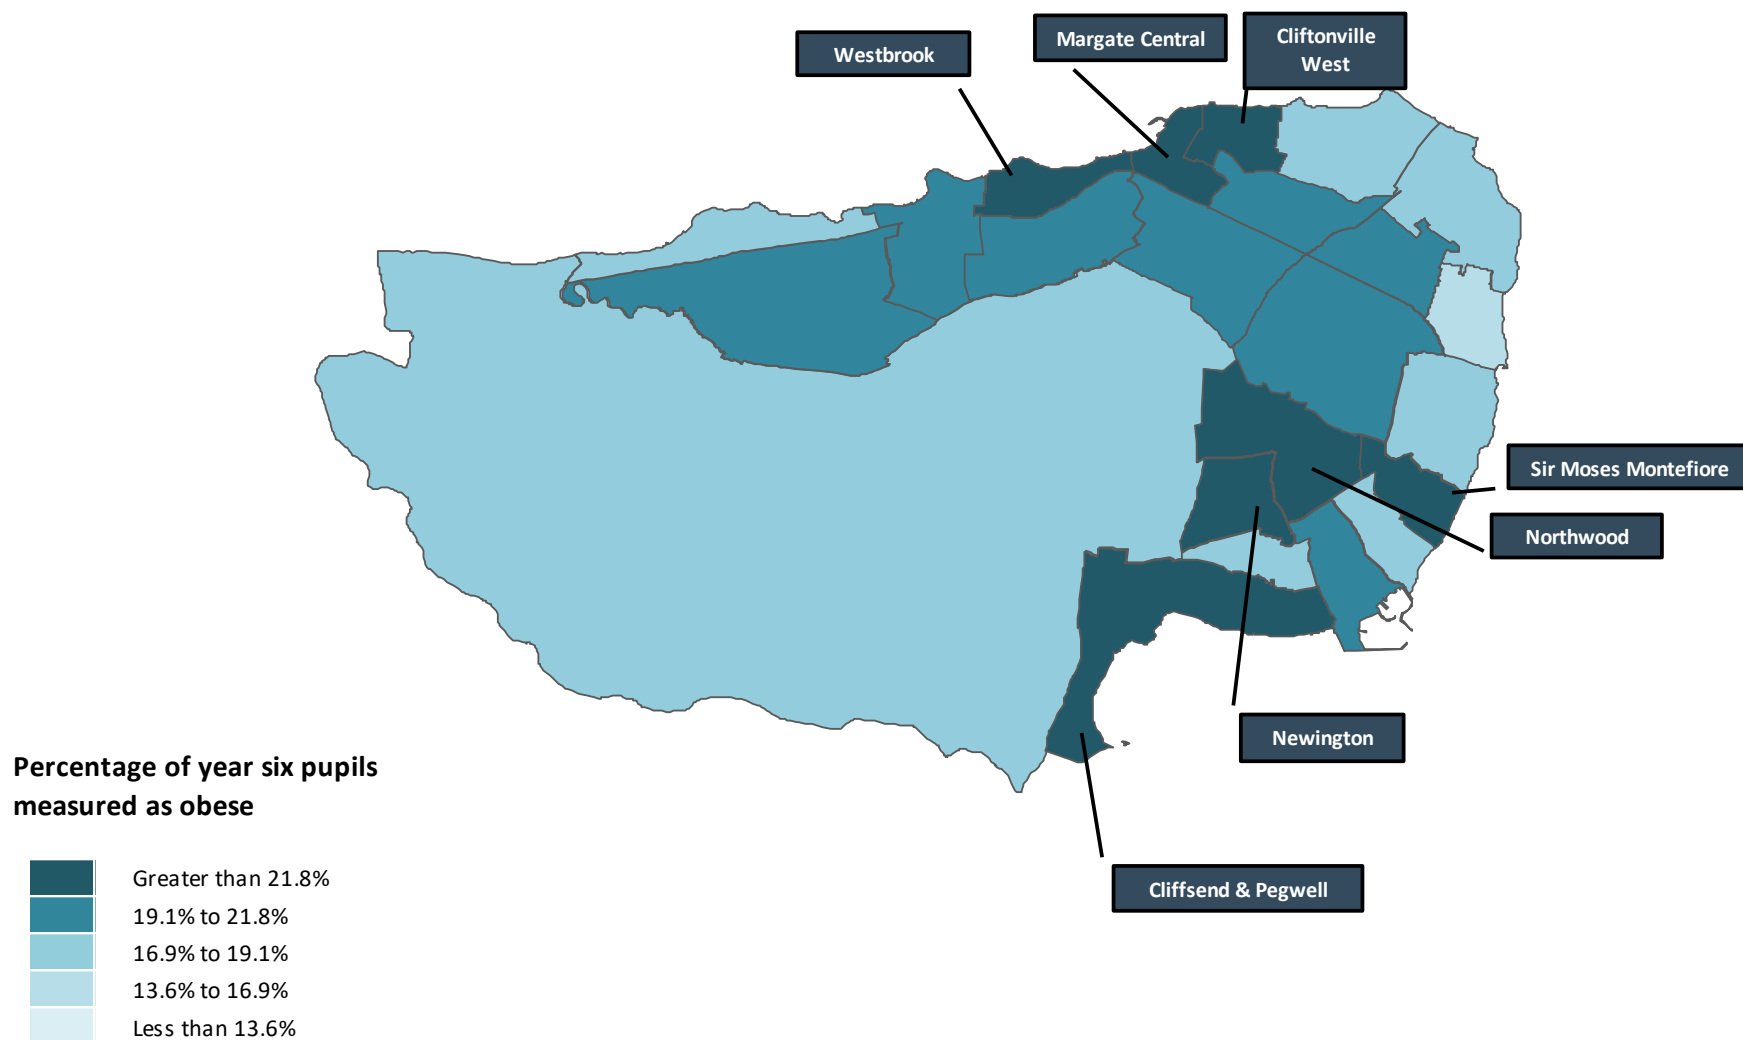 Westbrook
Margate Central
Cliftonville
West
Sir Moses Montefiore
Northwood
Newington
Cliffsend & Pegwell
Percentage of year six pupils
measured as obese
Greater than 21.8%
19.1% to 21.8%
16.9% to 19.1%
13.6% to 16.9%
Less than 13.6%